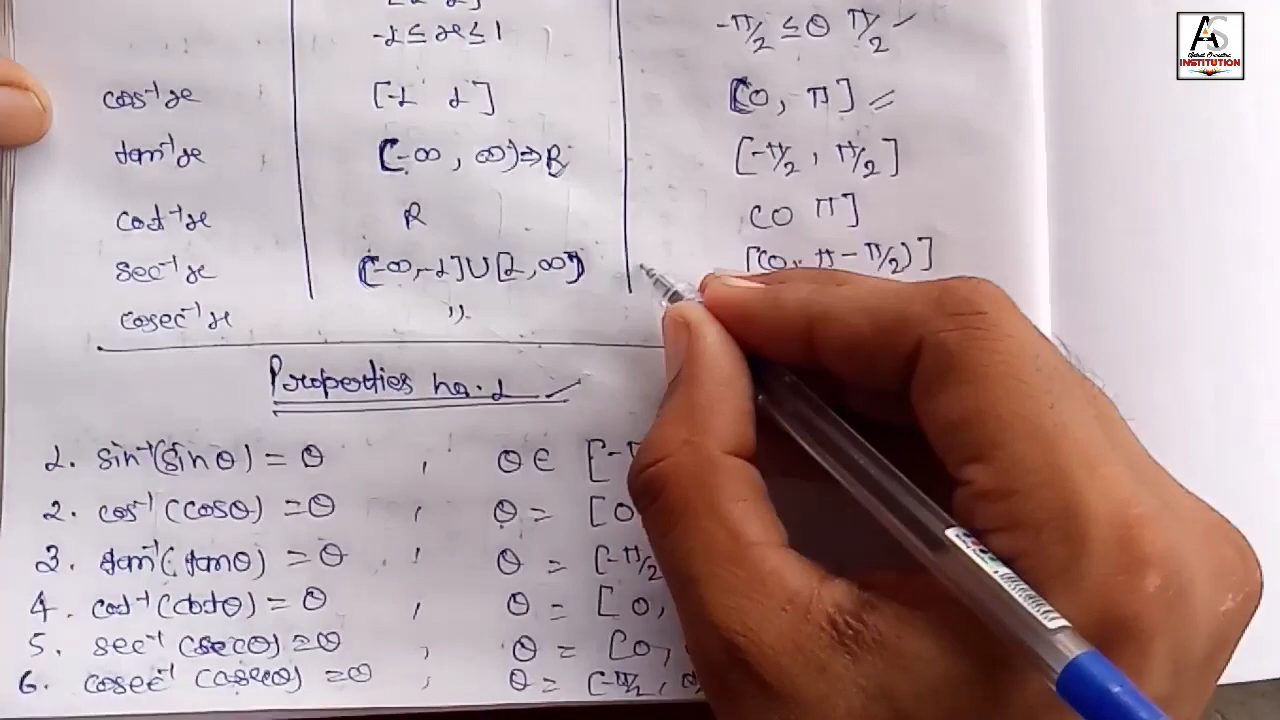 -1 ≤ x ≤ 1 -π/2 ≤ θ π/2
cos⁻¹x [-1 1] [0, π]
tan⁻¹x (-∞, ∞)⇒R [-π/2, π/2]
cot⁻¹x R [0 π]
sec⁻¹x (-∞,-1]∪[1,∞) [(0, π - π/2)]
cosec⁻¹x ,,
Properties no. 1
1. sin⁻¹(sinθ) = θ , θ ∈ [-π
2. cos⁻¹(cosθ) = θ , θ = [0
3. tan⁻¹(tanθ) = θ , θ = [-π/2
4. cot⁻¹(cotθ) = θ , θ = [0,
5. sec⁻¹(secθ) = θ , θ = [0,
6. cosec⁻¹(cosecθ) = θ , θ = [-π/2,
AS
INSTITUTION